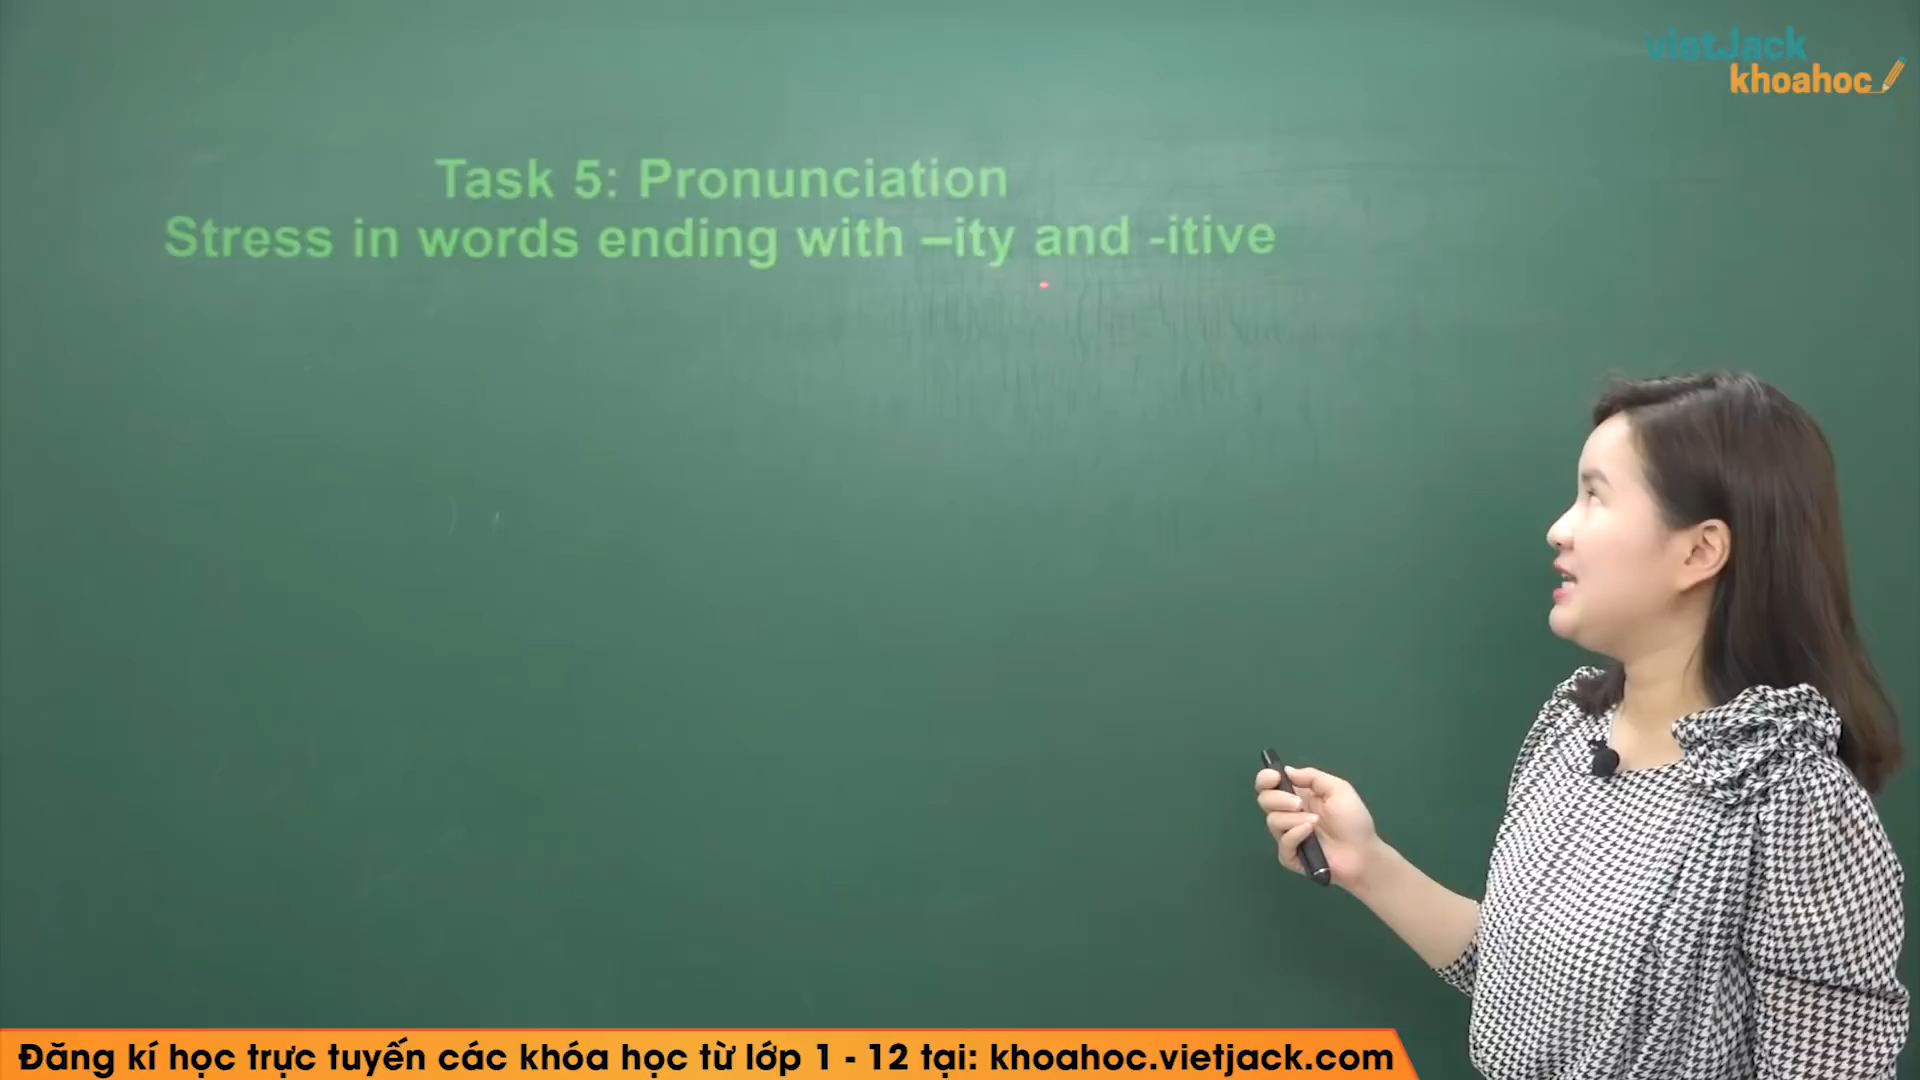 vietJack
khoahoc
Task 5: Pronunciation
Stress in words ending with –ity and -itive
Đăng kí học trực tuyến các khóa học từ lớp 1 - 12 tại: khoahoc.vietjack.com